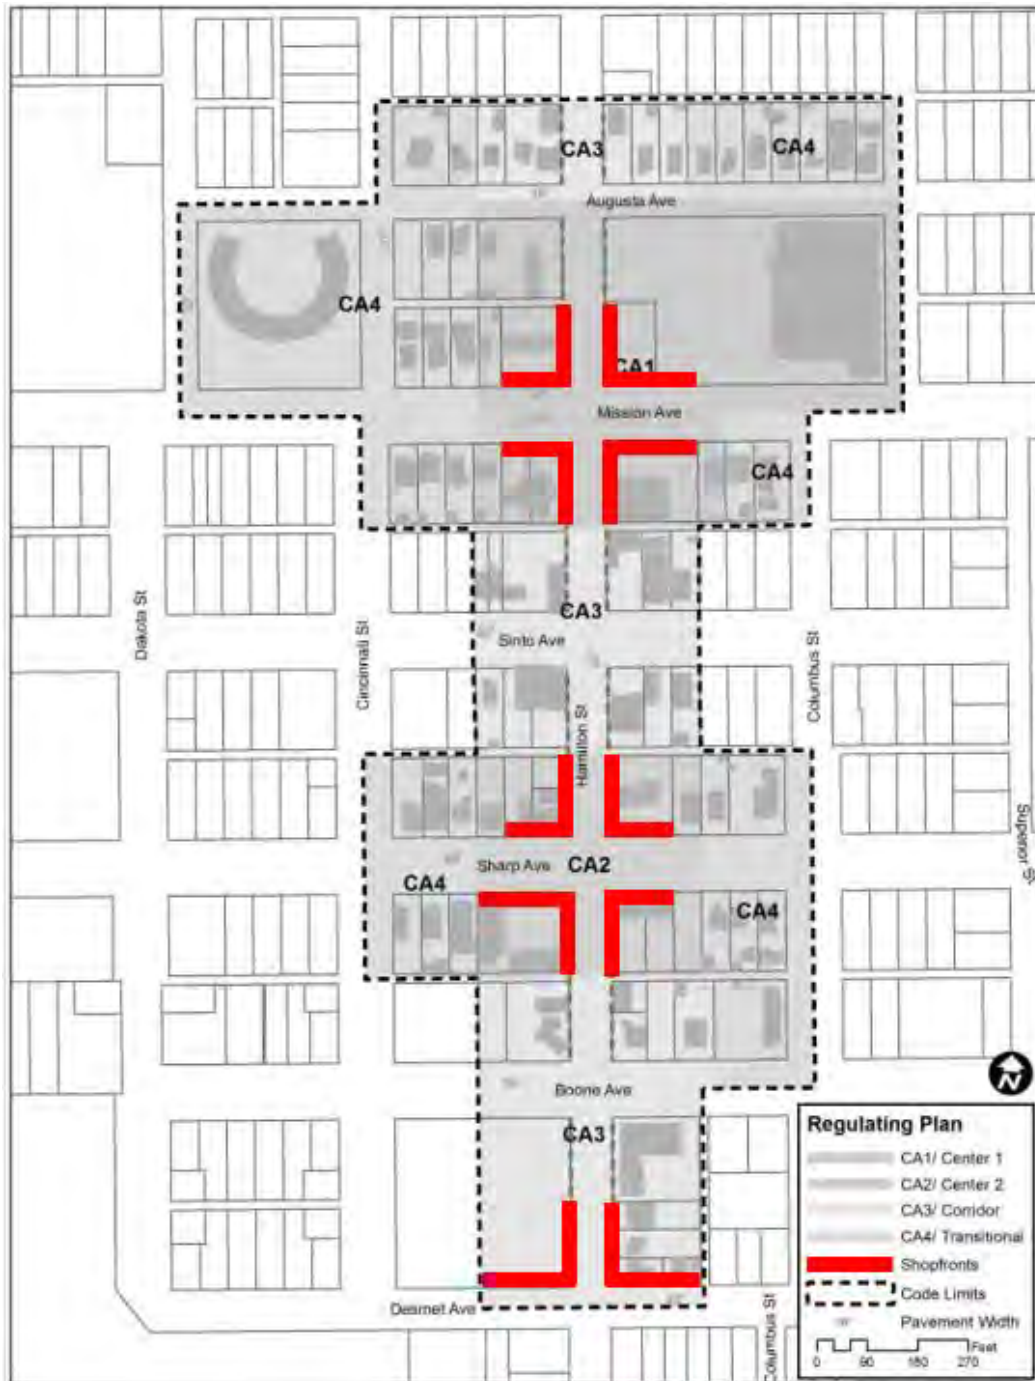 CA3
CA4
Augusta Ave
CA4
CA1
Mission Ave
CA4
CA3
Dakota St
Cincinnati St
Sinto Ave
Columbus St
Hamilton St
Superior St
Sharp Ave
CA2
CA4
CA4
Boone Ave
N
CA3
Regulating Plan
CA1/ Center 1
CA2/ Center 2
CA3/ Corridor
CA4/ Transitional
Shopfronts
Code Limits
Pavement Width
Feet
0 90 180 270
Desmet Ave
Columbus St